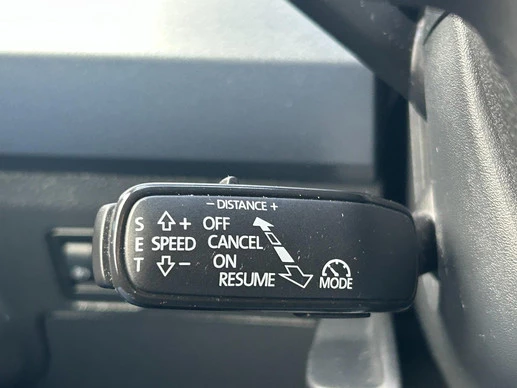 - DISTANCE +
S E T
+ SPEED -
OFF
CANCEL
ON
RESUME
MODE